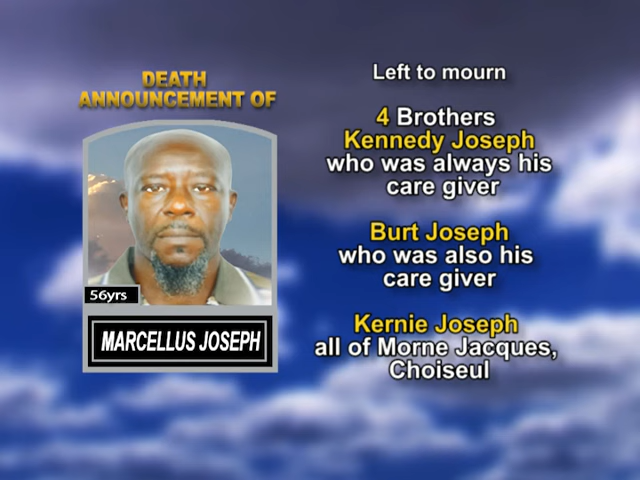 DEATH
ANNOUNCEMENT OF
56yrs
MARCELLUS JOSEPH
Left to mourn
4 Brothers
Kennedy Joseph
who was always his
care giver
Burt Joseph
who was also his
care giver
Kernie Joseph
all of Morne Jacques,
Choiseul